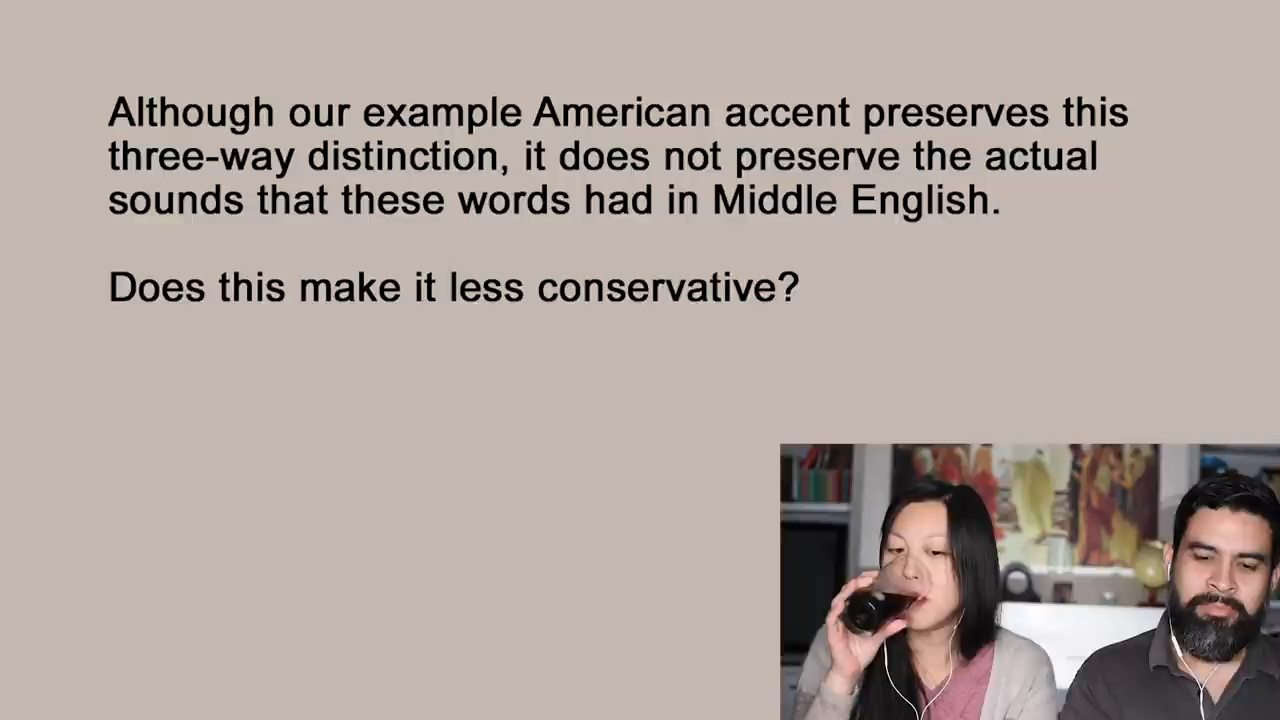 Although our example American accent preserves this
three-way distinction, it does not preserve the actual
sounds that these words had in Middle English.
Does this make it less conservative?